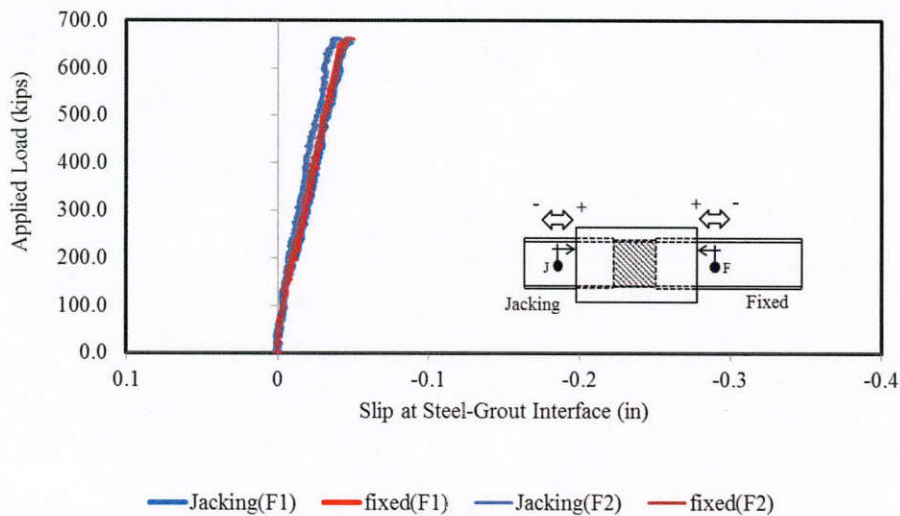 700.0
600.0
500.0
400.0
300.0
200.0
100.0
0.0
Applied Load (kips)
- + + -
J F
Jacking Fixed
0.1 0 -0.1 -0.2 -0.3 -0.4
Slip at Steel-Grout Interface (in)
Jacking(F1) fixed(F1) Jacking(F2) fixed(F2)